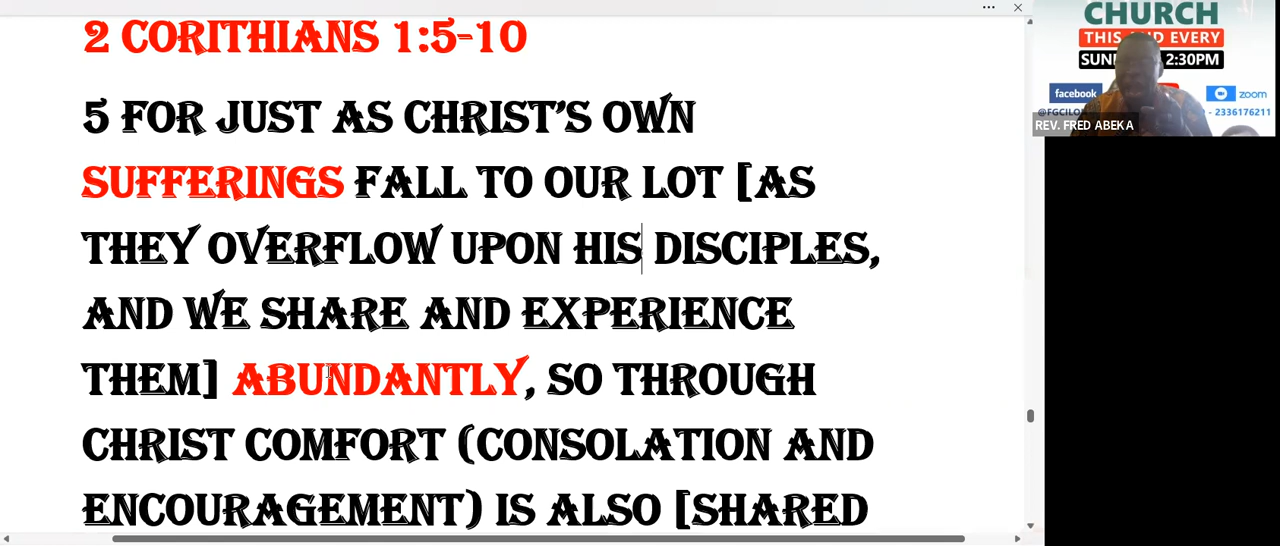 2 CORITHIANS 1:5-10
5 FOR JUST AS CHRIST'S OWN
SUFFERINGS FALL TO OUR LOT [AS
THEY OVERFLOW UPON HIS DISCIPLES,
AND WE SHARE AND EXPERIENCE
THEM] ABUNDANTLY, SO THROUGH
CHRIST COMFORT (CONSOLATION AND
ENCOURAGEMENT) IS ALSO [SHARED
CHURCH
THIS AND EVERY
2:30PM
facebook
zoom
- 2336176211
REV. FRED ABEKA